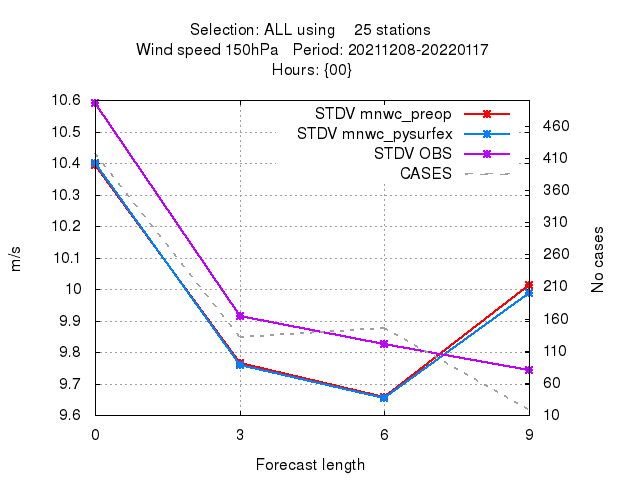 Selection: ALL using 25 stations
Wind speed 150hPa Period: 20211208-20220117
Hours: {00}
STDV mnwc_preop
STDV mnwc_pysurfex
STDV OBS
CASES
10.6
10.5
10.4
10.3
10.2
10.1
10
9.9
9.8
9.7
9.6
460
410
360
310
260
210
160
110
60
10
m/s
No cases
0 3 6 9
Forecast length